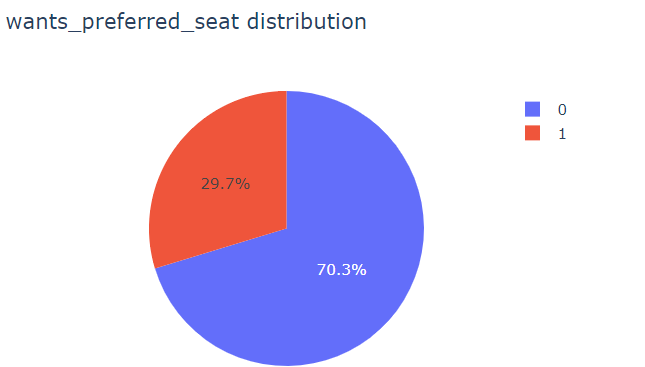 wants_preferred_seat distribution
0
1
29.7%
70.3%